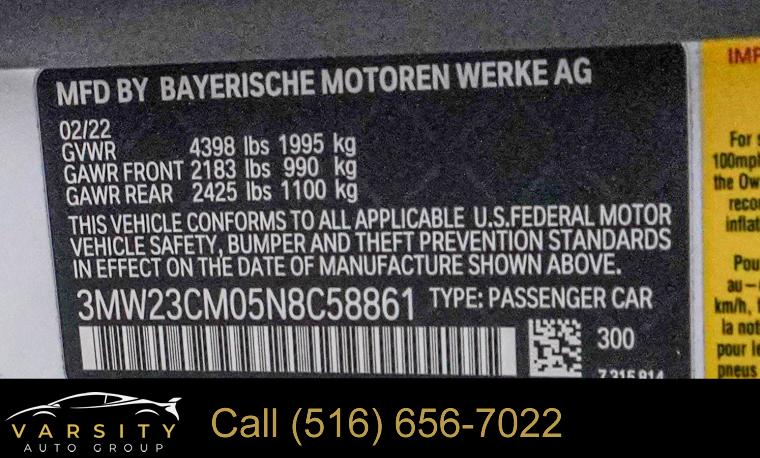 MFD BY BAYERISCHE MOTOREN WERKE AG
02/22
GVWR 4398 lbs 1995 kg
GAWR FRONT 2183 lbs 990 kg
GAWR REAR 2425 lbs 1100 kg
THIS VEHICLE CONFORMS TO ALL APPLICABLE U.S.FEDERAL MOTOR
VEHICLE SAFETY, BUMPER AND THEFT PREVENTION STANDARDS
IN EFFECT ON THE DATE OF MANUFACTURE SHOWN ABOVE.
3MW23CM05N8C58861 TYPE: PASSENGER CAR
300
For
100mph
the Ow
reco
inflat
Pou
au-
km/h,
la not
pour le
pneus
VARSITY
AUTO GROUP
Call (516) 656-7022